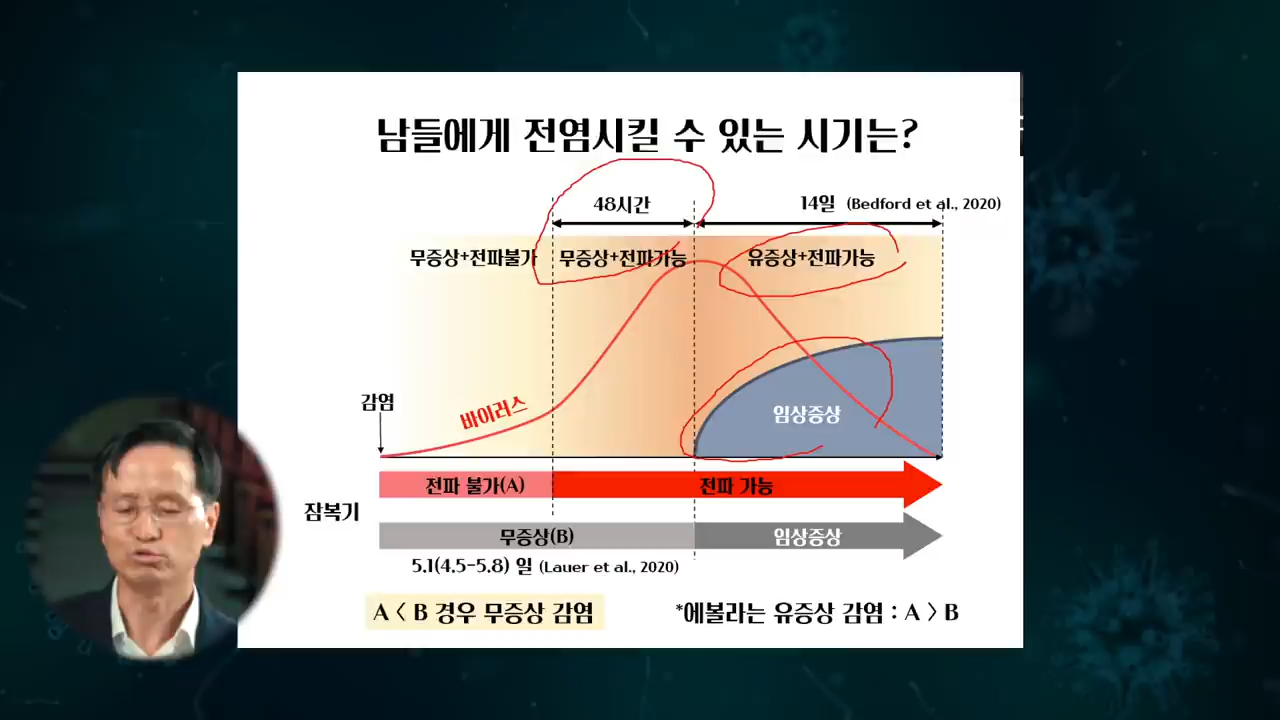 남들에게 전염시킬 수 있는 시기는?
48시간
14일 (Bedford et al., 2020)
무증상+전파불가
무증상+전파가능
유증상+전파가능
감염
바이러스
임상증상
전파 불가(A)
전파 가능
잠복기
무증상(B)
임상증상
5.1(4.5-5.8) 일 (Lauer et al., 2020)
A < B 경우 무증상 감염
*에볼라는 유증상 감염 : A > B